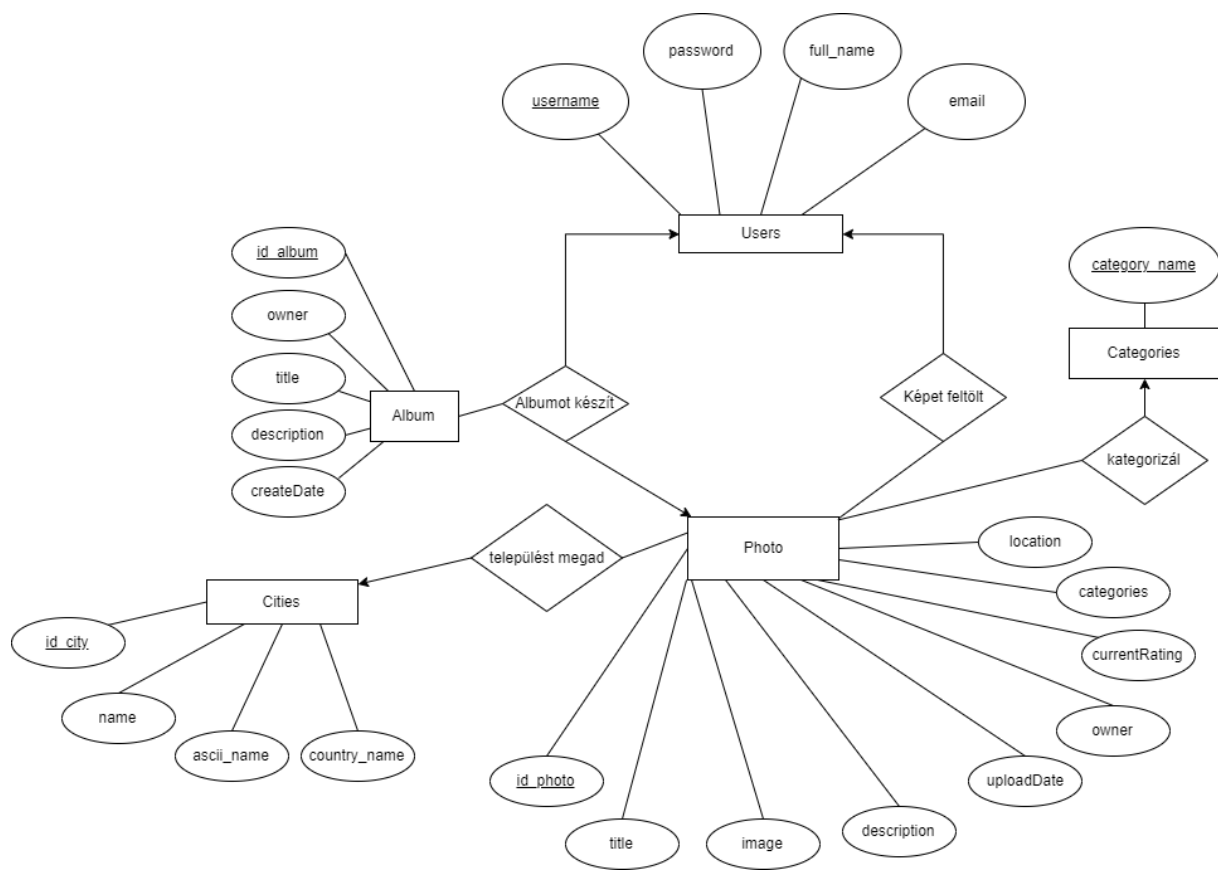 full_name
password
email
username
Users
id_album
category_name
owner
Categories
title
Albumot készít
Képet feltölt
Album
description
kategorizál
createDate
location
települést megad
Photo
categories
Cities
id_city
currentRating
name
owner
ascii_name
country_name
id_photo
uploadDate
title
image
description